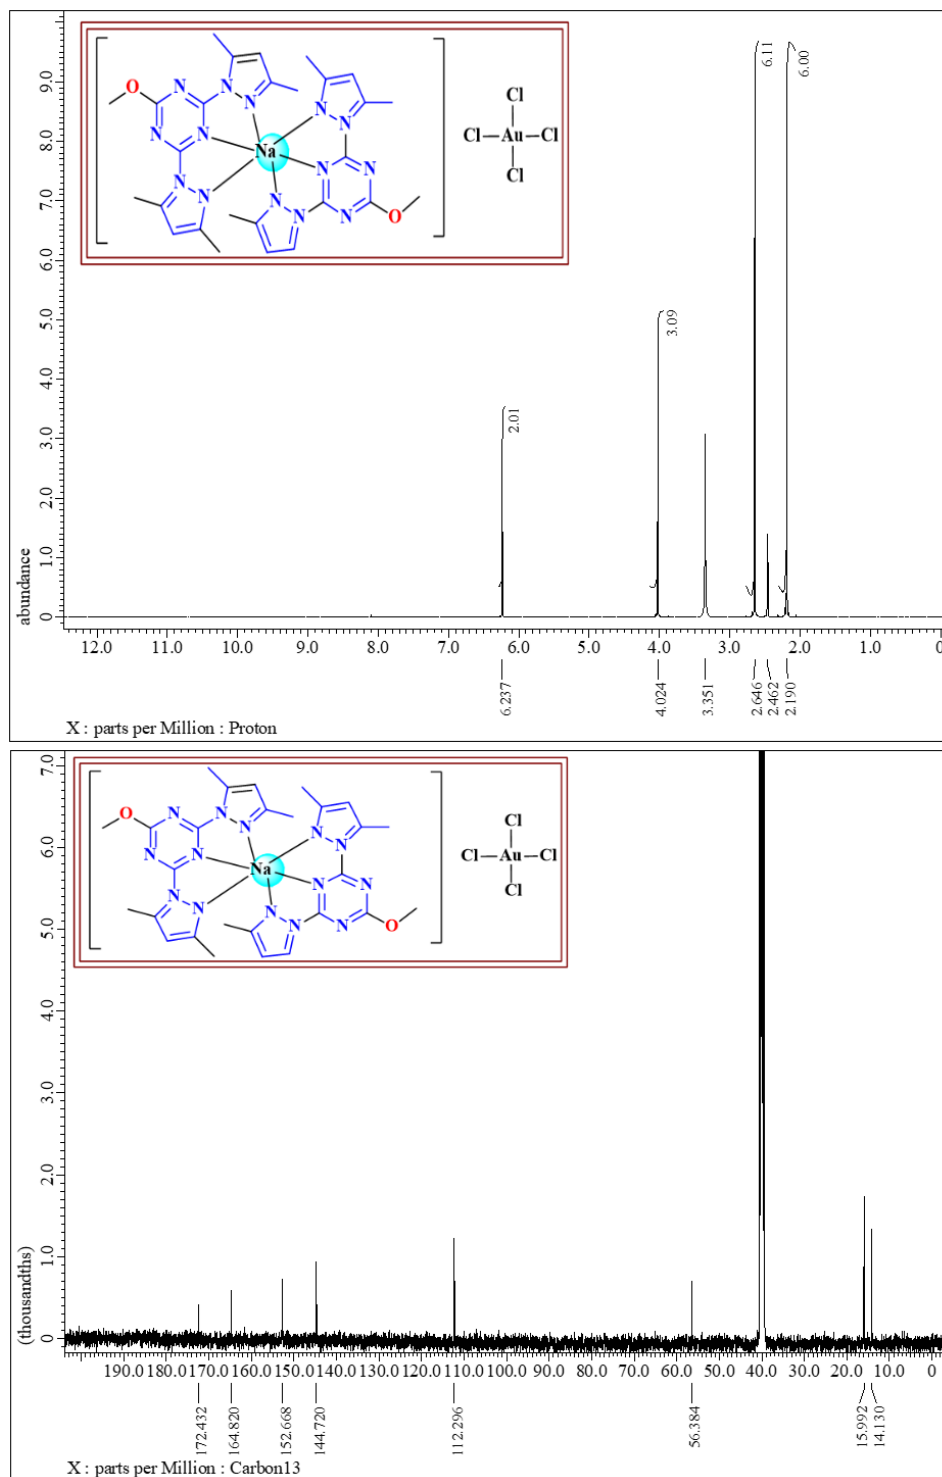 6.11
6.00
9.0
8.0
7.0
6.0
5.0
4.0
3.0
2.0
1.0
0
abundance
O
N
N
N
N
N
N
N
N
N
N
N
N
N
N
O
Na
Cl
Cl—Au—Cl
Cl
3.09
2.01
12.0 11.0 10.0 9.0 8.0 7.0 6.0 5.0 4.0 3.0 2.0 1.0 0
6.237
4.024
3.351
2.646
2.462
2.190
X : parts per Million : Proton
7.0
6.0
5.0
4.0
3.0
2.0
1.0
0
(thousandths)
O
N
N
N
N
N
N
N
N
N
N
N
N
N
N
O
Na
Cl
Cl—Au—Cl
Cl
190.0 180.0 170.0 160.0 150.0 140.0 130.0 120.0 110.0 100.0 90.0 80.0 70.0 60.0 50.0 40.0 30.0 20.0 10.0 0
172.432
164.820
152.668
144.720
112.296
56.384
15.992
14.130
X : parts per Million : Carbon13